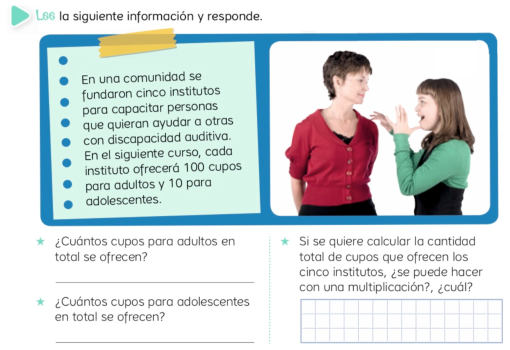 Lee la siguiente información y responde.
En una comunidad se
fundaron cinco institutos
para capacitar personas
que quieran ayudar a otras
con discapacidad auditiva.
En el siguiente curso, cada
instituto ofrecerá 100 cupos
para adultos y 10 para
adolescentes.
★ ¿Cuántos cupos para adultos en
total se ofrecen?
★ ¿Cuántos cupos para adolescentes
en total se ofrecen?
★ Si se quiere calcular la cantidad
total de cupos que ofrecen los
cinco institutos, ¿se puede hacer
con una multiplicación?, ¿cuál?